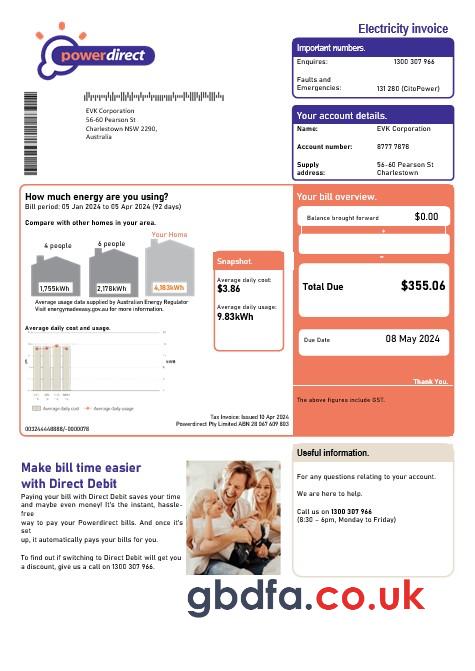 Electricity invoice
powerdirect
Important numbers.
Enquires: 1300 307 966
Faults and
Emergencies: 131 280 (CitoPower)
EVK Corporation
56-60 Pearson St
Charlestown NSW 2290,
Australia
Your account details.
Name: EVK Corporation
Account number: 8777 7878
Supply address: 56-60 Pearson St Charlestown
How much energy are you using?
Bill period: 05 Jan 2024 to 05 Apr 2024 (92 days)
Compare with other homes in your area.
4 people
6 people
Your Home
1,755kWh
2,178kWh
4,383kWh
Average usage data supplied by Australian Energy Regulator
Visit energymadeeasy.gov.au for more information.
Average daily cost and usage.
$
kWh
Average daily cost
Average daily usage
Snapshot.
Average daily cost:
$3.86
Average daily usage:
9.83kWh
Tax Invoice: Issued 10 Apr 2024
Powerdirect Pty Limited ABN 28 067 609 803
Your bill overview.
Balance brought forward $0.00
+
=
Total Due $355.06
Due Date 08 May 2024
Thank You.
The above figures include GST.
Make bill time easier
with Direct Debit
Paying your bill with Direct Debit saves your time
and maybe even money! It's the instant, hassle-
free
way to pay your Powerdirect bills. And once it's
set
up, it automatically pays your bills for you.
To find out if switching to Direct Debit will get you
a discount, give us a call on 1300 307 966.
Useful information.
For any questions relating to your account.
We are here to help.
Call us on 1300 307 966
(8:30 – 6pm, Monday to Friday)
gbdfa.co.uk